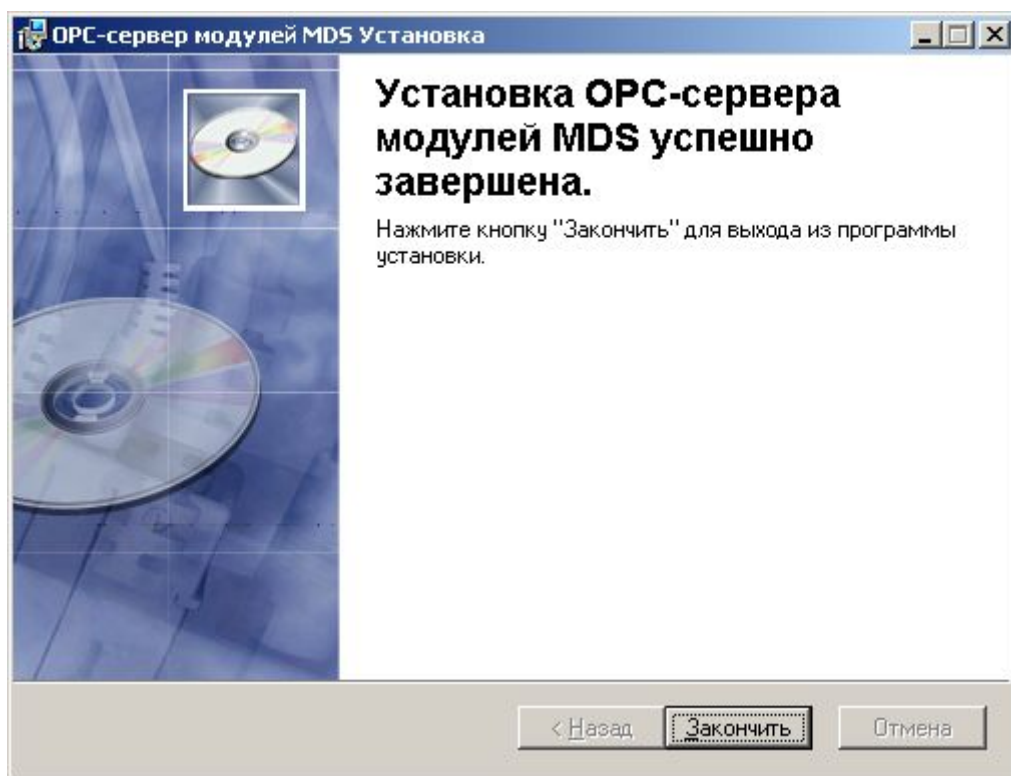 OPC-сервер модулей MDS Установка
Установка OPC-сервера
модулей MDS успешно
завершена.
Нажмите кнопку "Закончить" для выхода из программы
установки.
< Назад Закончить Отмена